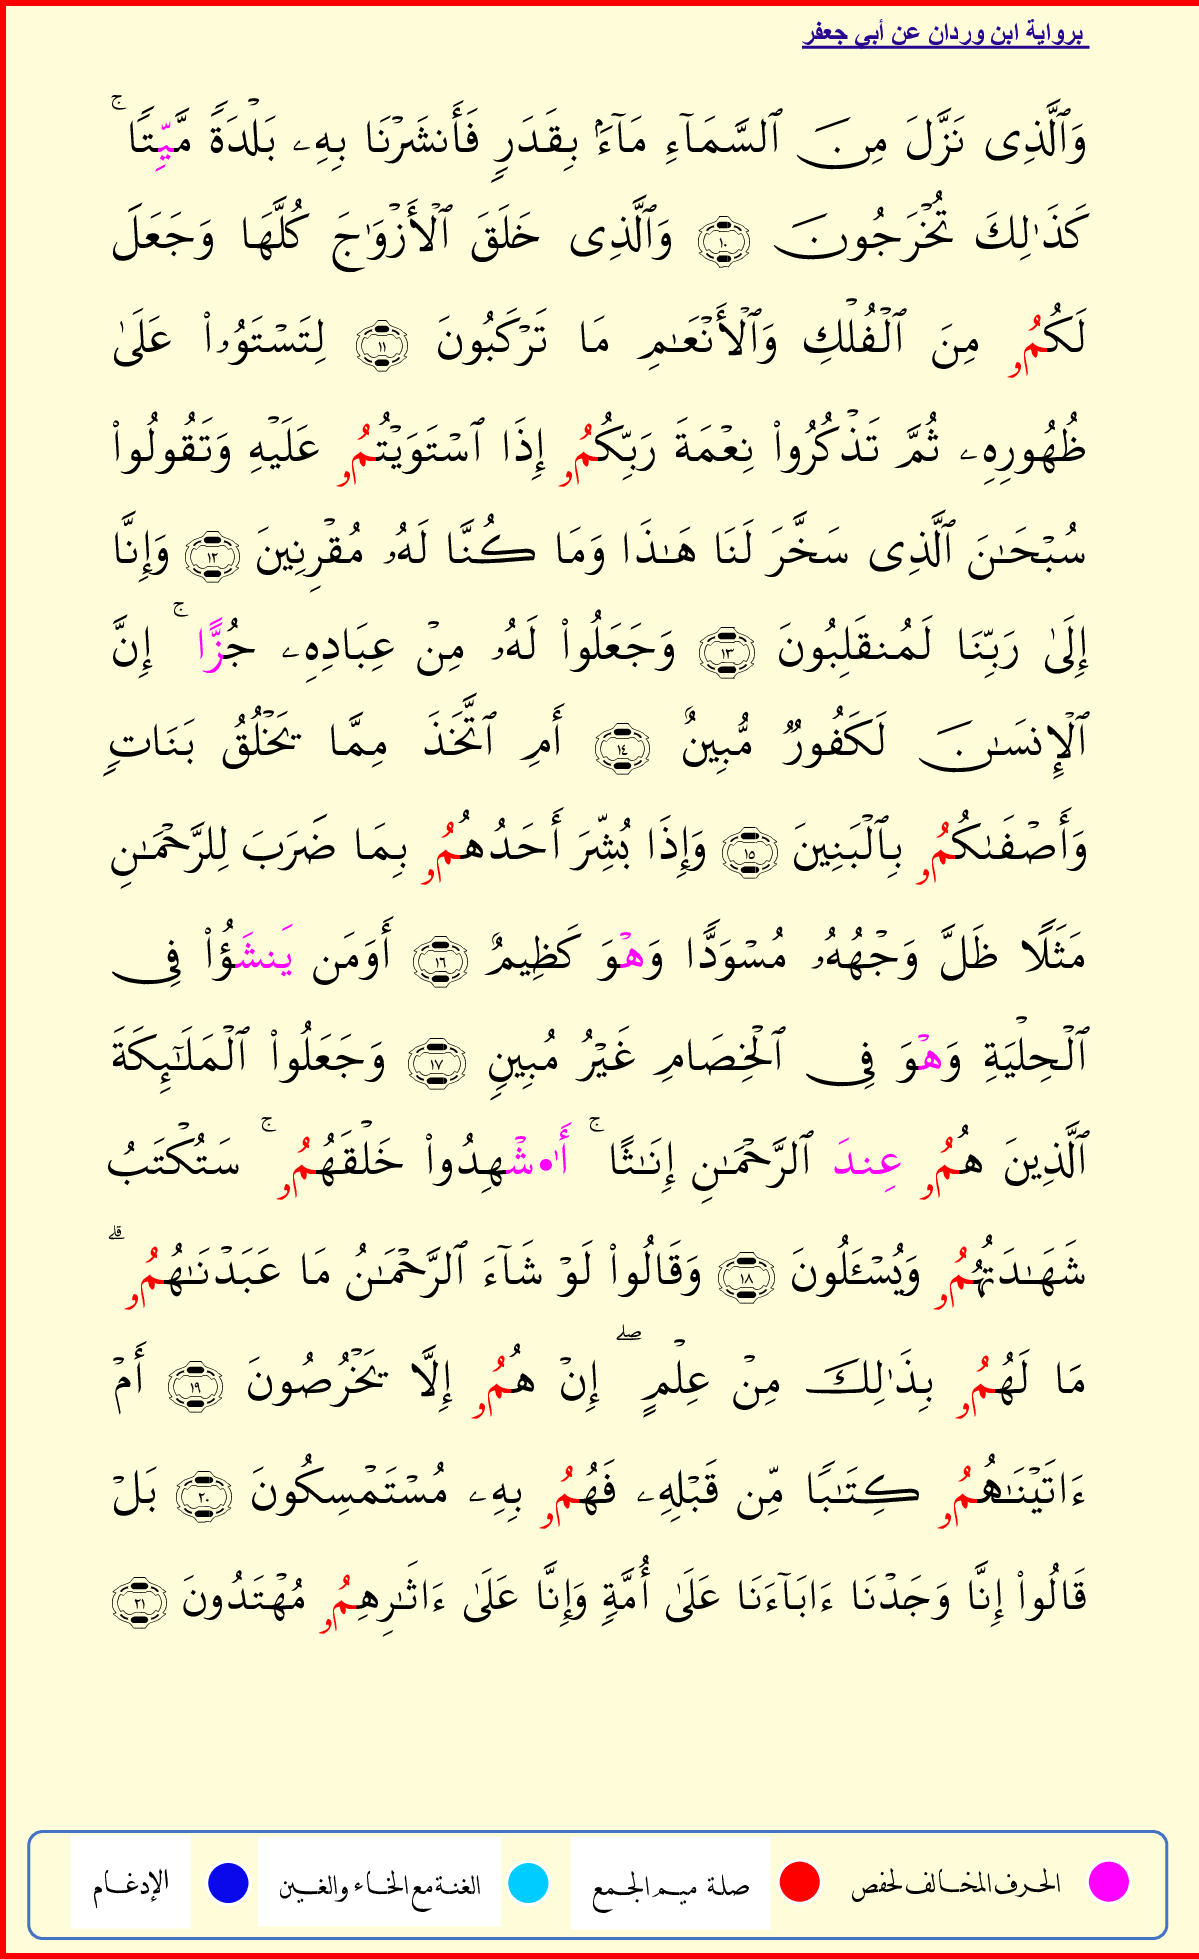 برواية ابن وردان عن أبي جعفر
وَٱلَّذِى نَزَّلَ مِنَ ٱلسَّمَآءِ مَآءَۢ بِقَدَرٍ فَأَنشَرْنَا بِهِۦ بَلْدَةً مَّيِّتًا ۚ
كَذَٰلِكَ تُخْرَجُونَ ١٠ وَٱلَّذِى خَلَقَ ٱلْأَزْوَٰجَ كُلَّهَا وَجَعَلَ
لَكُمُۥ مِنَ ٱلْفُلْكِ وَٱلْأَنْعَـٰمِ مَا تَرْكَبُونَ ١١ لِتَسْتَوُۥا۟ عَلَىٰ
ظُهُورِهِۦ ثُمَّ تَذْكُرُوا۟ نِعْمَةَ رَبِّكُمُۥ إِذَا ٱسْتَوَيْتُمُۥ عَلَيْهِ وَتَقُولُوا۟
سُبْحَـٰنَ ٱلَّذِى سَخَّرَ لَنَا هَـٰذَا وَمَا كُنَّا لَهُۥ مُقْرِنِينَ ١٢ وَإِنَّا
إِلَىٰ رَبِّنَا لَمُنقَلِبُونَ ١٣ وَجَعَلُوا۟ لَهُۥ مِنْ عِبَادِهِۦ جُزًّا ۚ إِنَّ
ٱلْإِنسَـٰنَ لَكَفُورٌ مُّبِينٌ ١٤ أَمِ ٱتَّخَذَ مِمَّا يَخْلُقُ بَنَاتٍ
وَأَصْفَىٰكُمُۥ بِٱلْبَنِينَ ١٥ وَإِذَا بُشِّرَ أَحَدُهُمُۥ بِمَا ضَرَبَ لِلرَّحْمَـٰنِ
مَثَلًا ظَلَّ وَجْهُهُۥ مُسْوَدًّا وَهْوَ كَظِيمٌ ١٦ أَوَمَن يَنشَؤُا۟ فِى
ٱلْحِلْيَةِ وَهْوَ فِى ٱلْخِصَامِ غَيْرُ مُبِينٍ ١٧ وَجَعَلُوا۟ ٱلْمَلَـٰٓئِكَةَ
ٱلَّذِينَ هُمُۥ عِندَ ٱلرَّحْمَـٰنِ إِنَـٰثًا ۚ أَٰ۟شْهِدُوا۟ خَلْقَهُمُۥ ۚ سَتُكْتَبُ
شَهَـٰدَتُهُمُۥ وَيُسْـَٔلُونَ ١٨ وَقَالُوا۟ لَوْ شَآءَ ٱلرَّحْمَـٰنُ مَا عَبَدْنَـٰهُمُۥ ۗ
مَا لَهُمُۥ بِذَٰلِكَ مِنْ عِلْمٍ ۖ إِنْ هُمُۥ إِلَّا يَخْرُصُونَ ١٩ أَمْ
ءَاتَيْنَـٰهُمُۥ كِتَـٰبًا مِّن قَبْلِهِۦ فَهُمُۥ بِهِۦ مُسْتَمْسِكُونَ ٢٠ بَلْ
قَالُوا۟ إِنَّا وَجَدْنَا ءَابَآءَنَا عَلَىٰ أُمَّةٍ وَإِنَّا عَلَىٰ ءَاثَـٰرِهِمُۥ مُهْتَدُونَ ٢١
الحرف المخالف لحفص صلة ميم الجمع الغنة مع الخاء والغين الإدغام